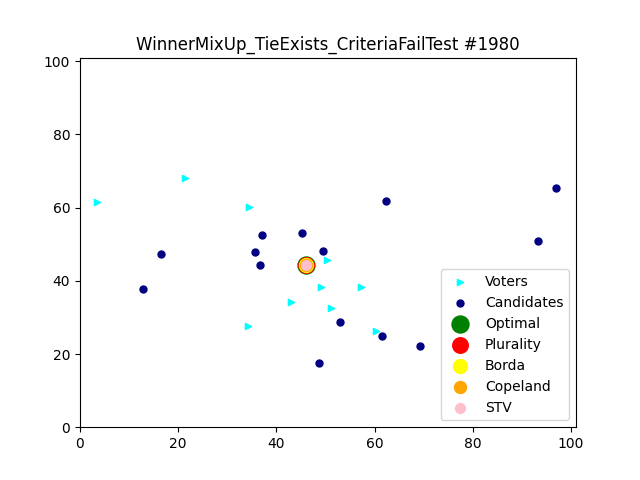 WinnerMixUp_TieExists_CriteriaFailTest #1980
100
80
60
40
20
0
0 20 40 60 80 100
Voters
Candidates
Optimal
Plurality
Borda
Copeland
STV